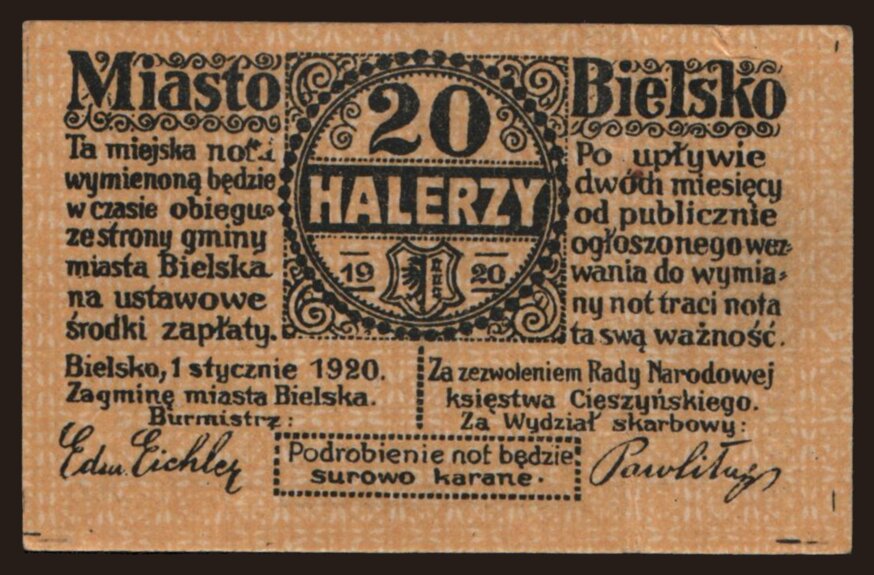 Miasto
Ta miejska nota
wymienoną będzie
w czasie obiegu
ze strony gminy
miasta Bielska
na ustawowe
środki zapłaty.
20
HALERZY
19 20
Bielsko
Po upływie
dwóch miesięcy
od publicznie
ogłoszonego wez-
wania do wymia-
ny not traci nota
ta swą ważność.
Bielsko, 1 stycznie 1920.
Za gminę miasta Bielska.
Burmistrz:
Edm. Eichler
Za zezwoleniem Rady Narodowej
księstwa Cieszyńskiego.
Za Wydział skarbowy:
Podrobienie not będzie
surowo karane.